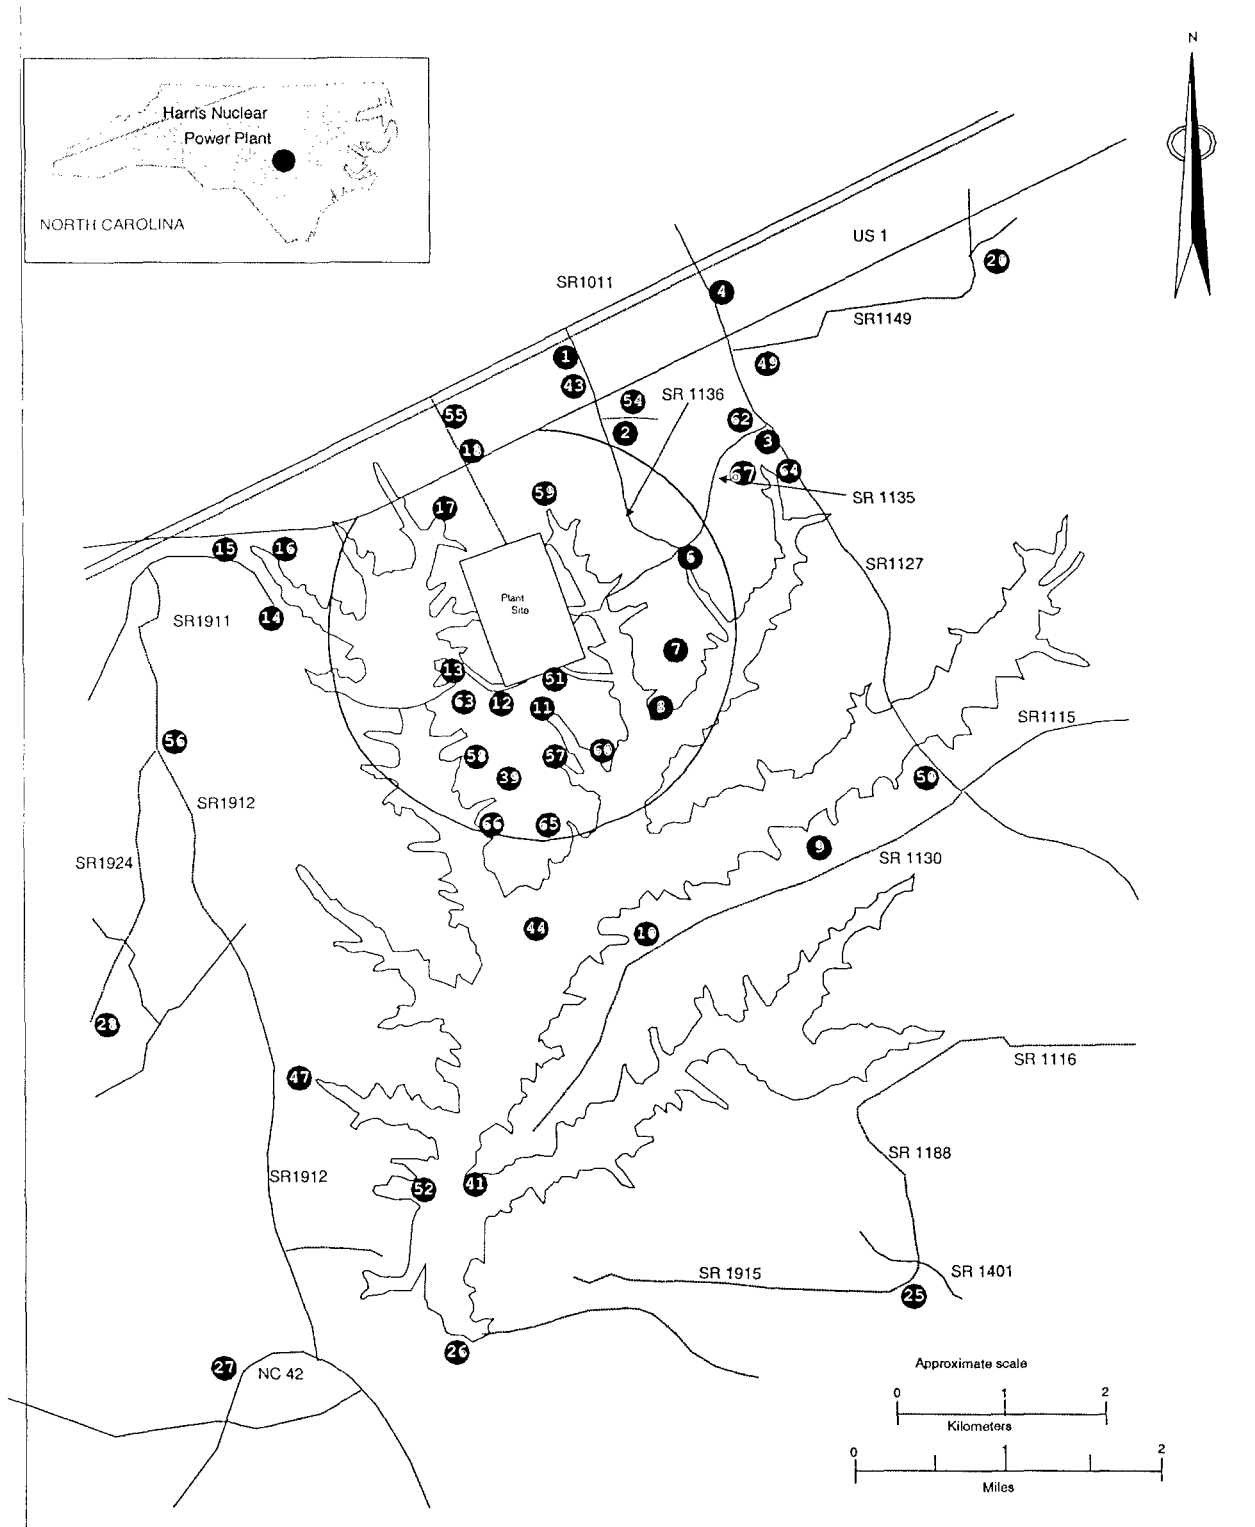 N
Harris Nuclear
Power Plant
NORTH CAROLINA
US 1
20
SR1011
4
SR1149
1
49
43
SR 1136
54
55
62
2
3
18
67
64
59
SR 1135
17
15
16
6
SR1127
Plant
Site
14
SR1911
7
13
51
63
12
11
8
SR1115
56
60
58
57
39
50
SR1912
66
65
9
SR 1130
SR1924
44
10
28
SR 1116
47
SR 1188
SR1912
52
41
SR 1915
SR 1401
25
26
27
NC 42
Approximate scale
0 1 2
Kilometers
0 1 2
Miles